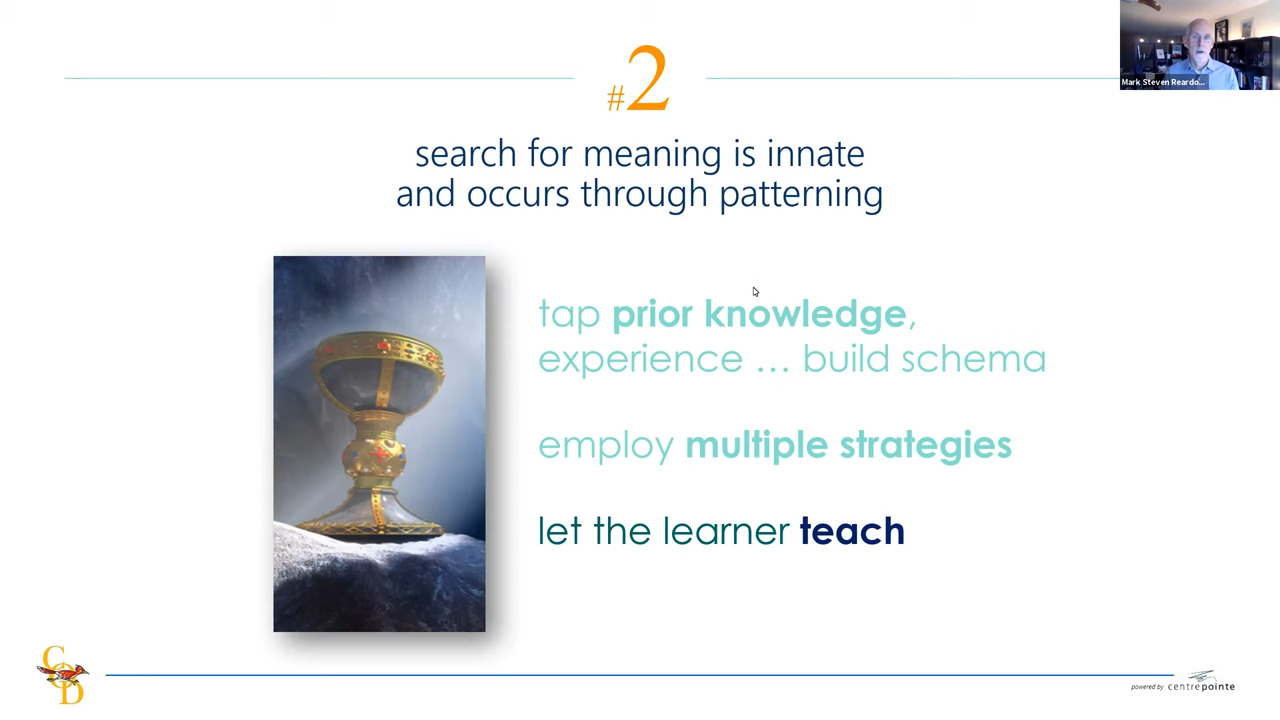 Mark Steven Reardo...
#2
search for meaning is innate
and occurs through patterning
tap prior knowledge,
experience ... build schema
employ multiple strategies
let the learner teach
COD
powered by centrepointe